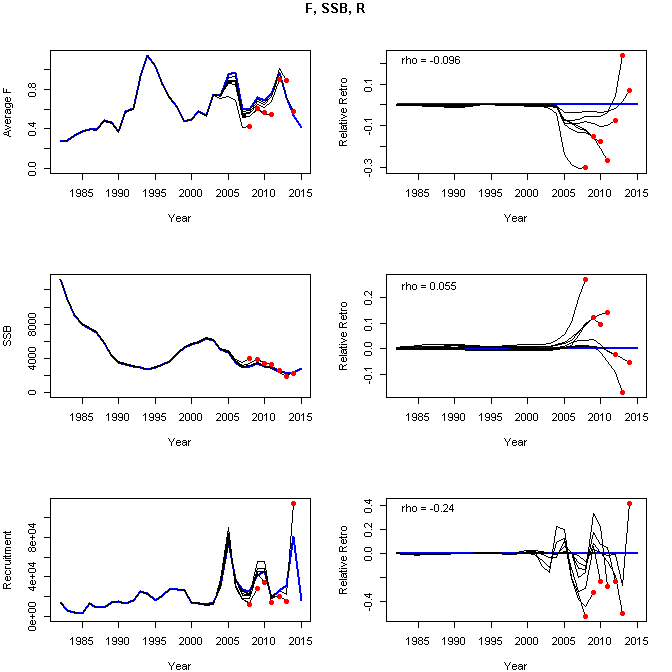 F, SSB, R
Average F
0.0 0.4 0.8
1985 1990 1995 2000 2005 2010 2015
Year
rho = -0.096
Relative Retro
-0.3 -0.1 0.1
1985 1990 1995 2000 2005 2010 2015
Year
SSB
0 4000 8000
1985 1990 1995 2000 2005 2010 2015
Year
rho = 0.055
Relative Retro
-0.1 0.0 0.1 0.2
1985 1990 1995 2000 2005 2010 2015
Year
Recruitment
0e+00 4e+04 8e+04
1985 1990 1995 2000 2005 2010 2015
Year
rho = -0.24
Relative Retro
-0.4 0.0 0.2 0.4
1985 1990 1995 2000 2005 2010 2015
Year